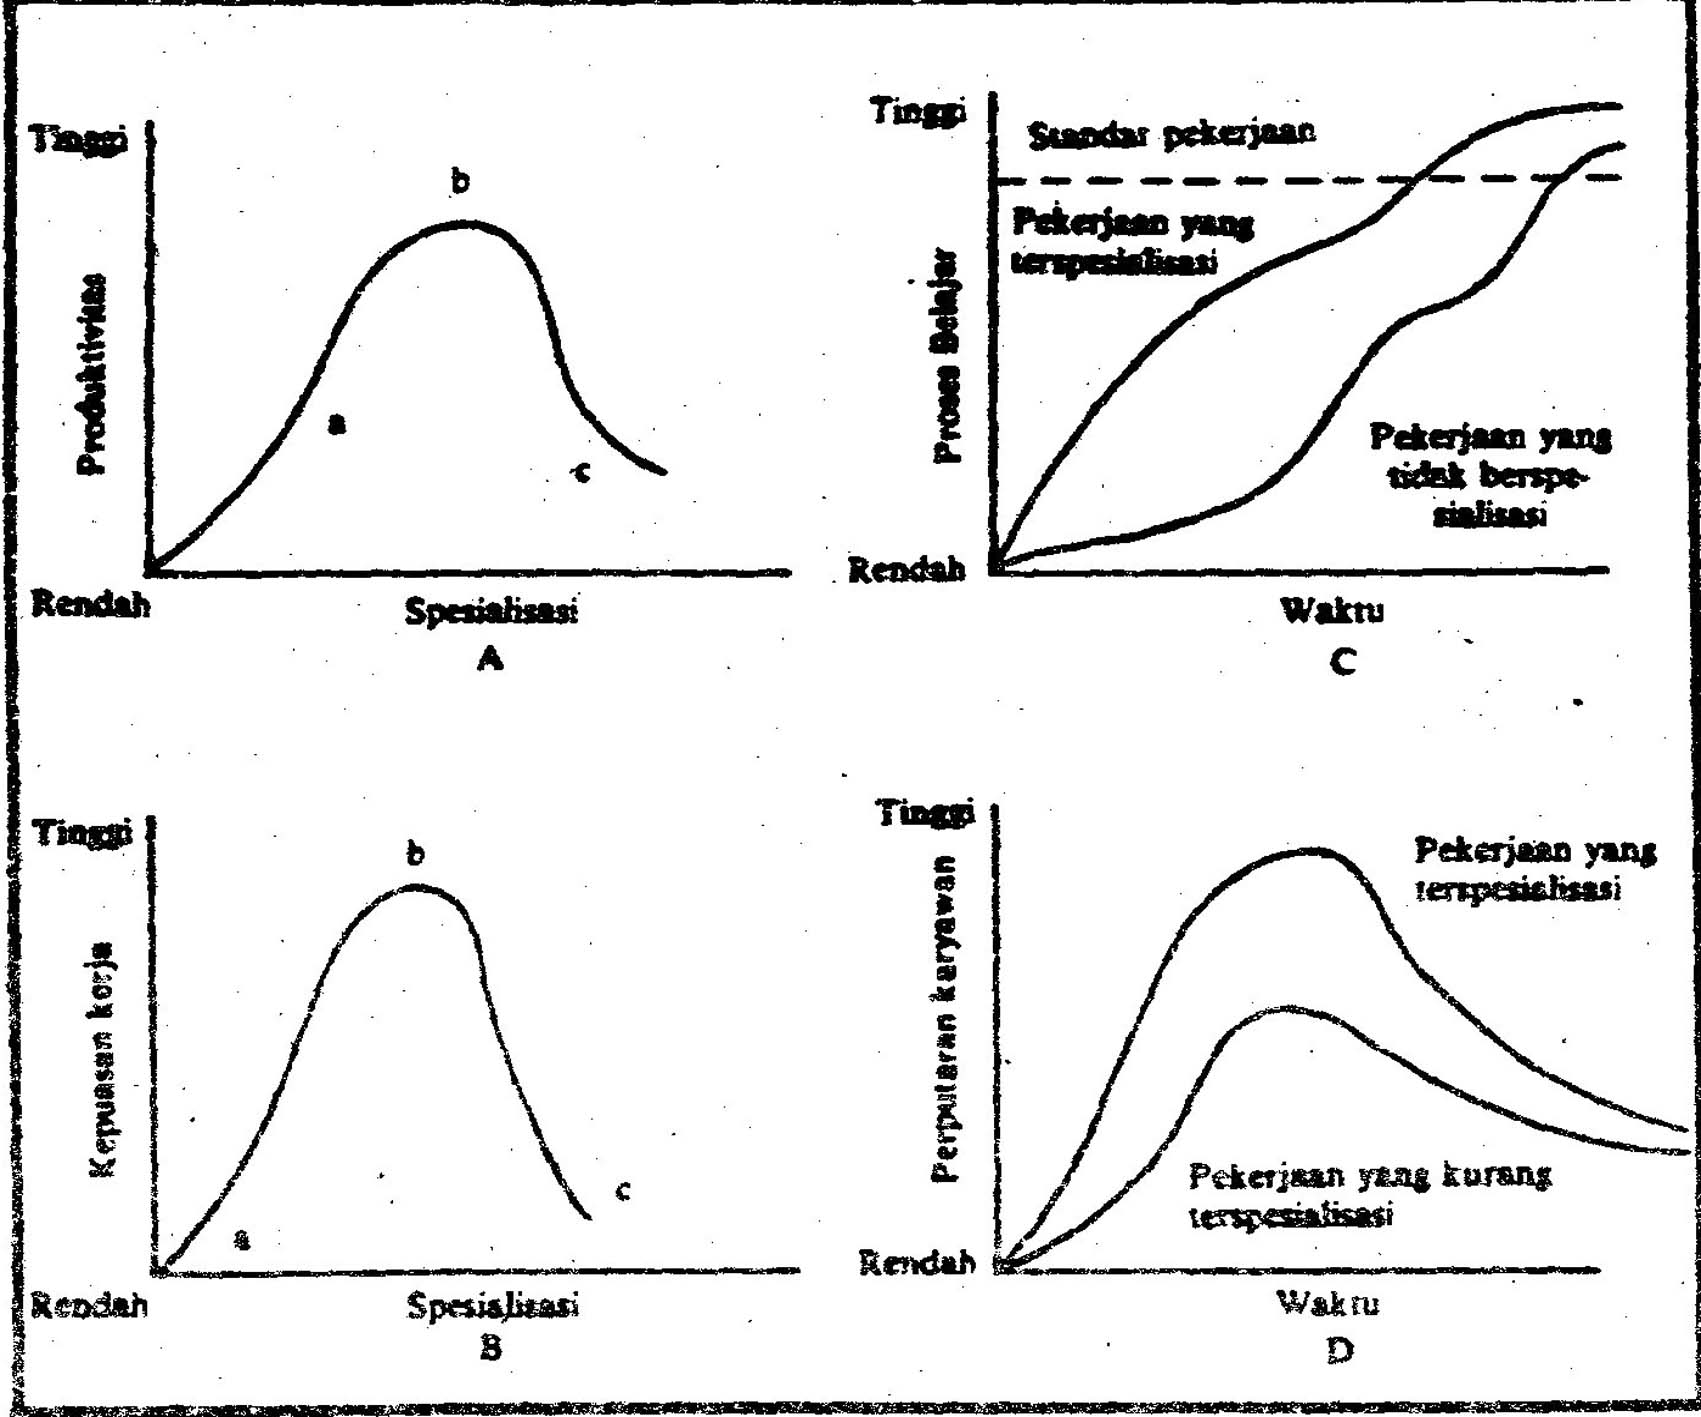 Tinggi
b
Produktivitas
a
c
Rendah
Spesialisasi
A
Tinggi
Standar pekerjaan
Pekerjaan yang
terspesialisasi
Proses Belajar
Pekerjaan yang
tidak berspe-
sialisasi
Rendah
Waktu
C
Tinggi
b
Kepuasan kerja
a
c
Rendah
Spesialisasi
B
Tinggi
Pekerjaan yang
terspesialisasi
Perputaran karyawan
Pekerjaan yang kurang
terspesialisasi
Rendah
Waktu
D